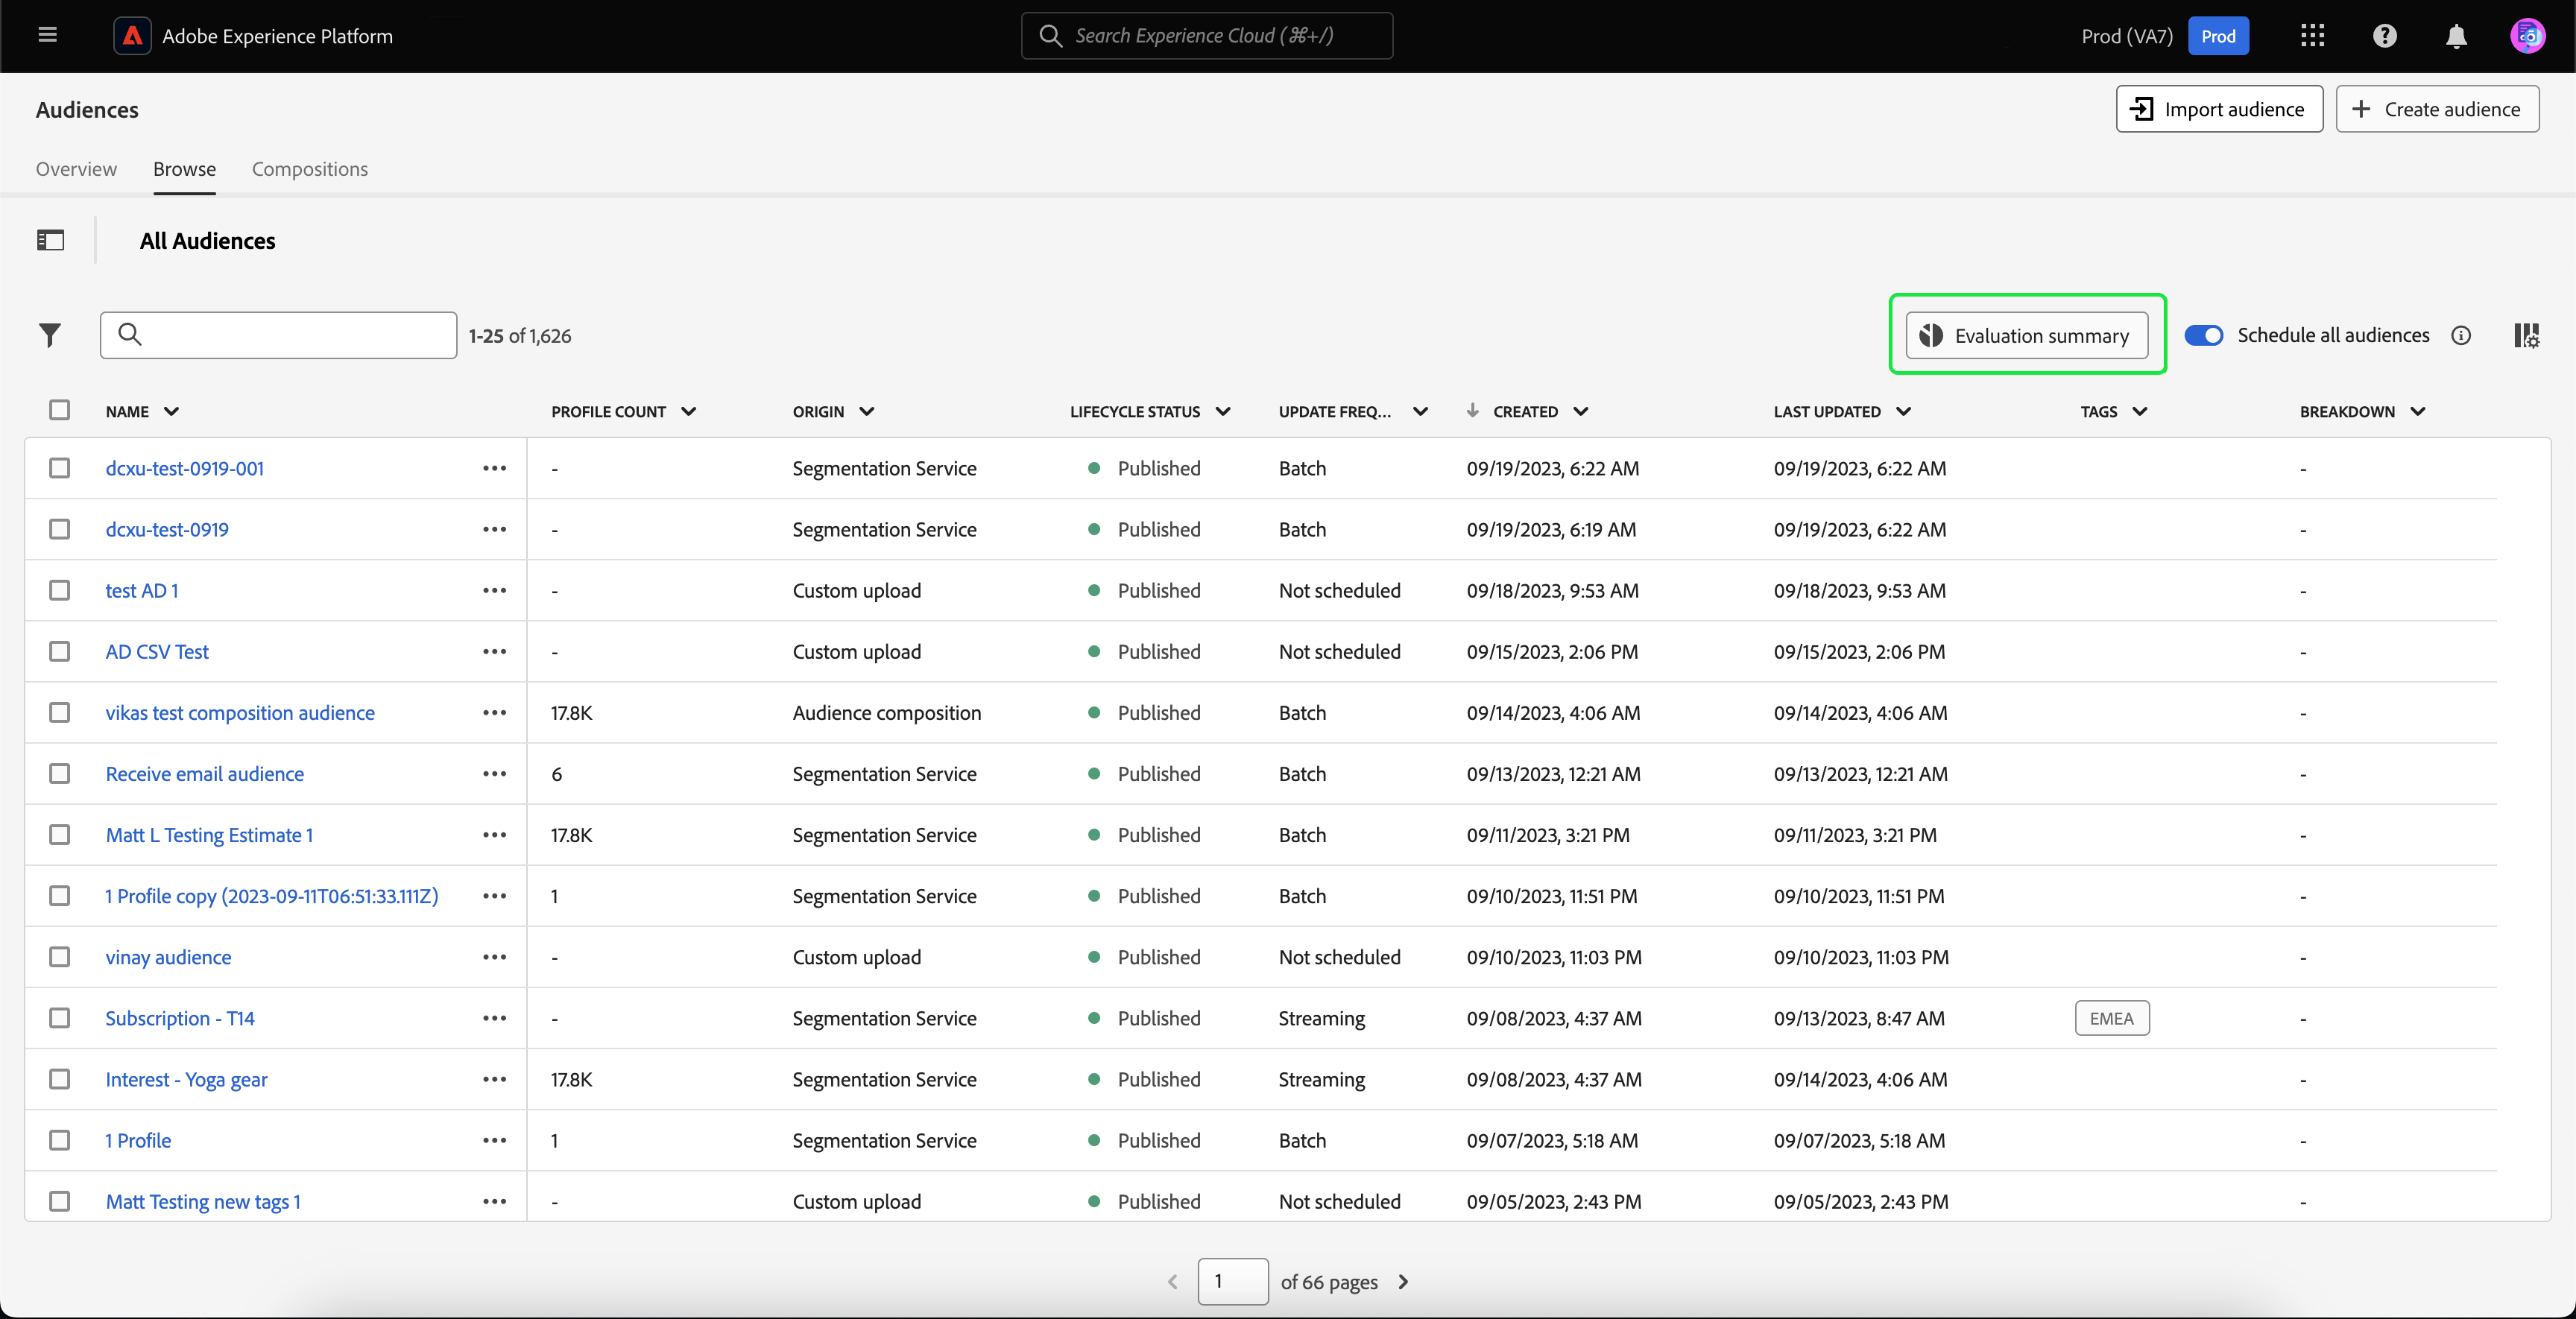 Adobe Experience Platform
Search Experience Cloud (⌘+/)
Prod (VA7) Prod
Audiences
Import audience
Create audience
Overview Browse Compositions
All Audiences
1-25 of 1,626
Evaluation summary
Schedule all audiences
NAME PROFILE COUNT ORIGIN LIFECYCLE STATUS UPDATE FREQ... CREATED LAST UPDATED TAGS BREAKDOWN
dcxu-test-0919-001 ••• - Segmentation Service Published Batch 09/19/2023, 6:22 AM 09/19/2023, 6:22 AM -
dcxu-test-0919 ••• - Segmentation Service Published Batch 09/19/2023, 6:19 AM 09/19/2023, 6:22 AM -
test AD 1 ••• - Custom upload Published Not scheduled 09/18/2023, 9:53 AM 09/18/2023, 9:53 AM -
AD CSV Test ••• - Custom upload Published Not scheduled 09/15/2023, 2:06 PM 09/15/2023, 2:06 PM -
vikas test composition audience ••• 17.8K Audience composition Published Batch 09/14/2023, 4:06 AM 09/14/2023, 4:06 AM -
Receive email audience ••• 6 Segmentation Service Published Batch 09/13/2023, 12:21 AM 09/13/2023, 12:21 AM -
Matt L Testing Estimate 1 ••• 17.8K Segmentation Service Published Batch 09/11/2023, 3:21 PM 09/11/2023, 3:21 PM -
1 Profile copy (2023-09-11T06:51:33.111Z) ••• 1 Segmentation Service Published Batch 09/10/2023, 11:51 PM 09/10/2023, 11:51 PM -
vinay audience ••• - Custom upload Published Not scheduled 09/10/2023, 11:03 PM 09/10/2023, 11:03 PM -
Subscription - T14 ••• - Segmentation Service Published Streaming 09/08/2023, 4:37 AM 09/13/2023, 8:47 AM EMEA -
Interest - Yoga gear ••• 17.8K Segmentation Service Published Streaming 09/08/2023, 4:37 AM 09/14/2023, 4:06 AM -
1 Profile ••• 1 Segmentation Service Published Batch 09/07/2023, 5:18 AM 09/07/2023, 5:18 AM -
Matt Testing new tags 1 ••• - Custom upload Published Not scheduled 09/05/2023, 2:43 PM 09/05/2023, 2:43 PM -
1 of 66 pages